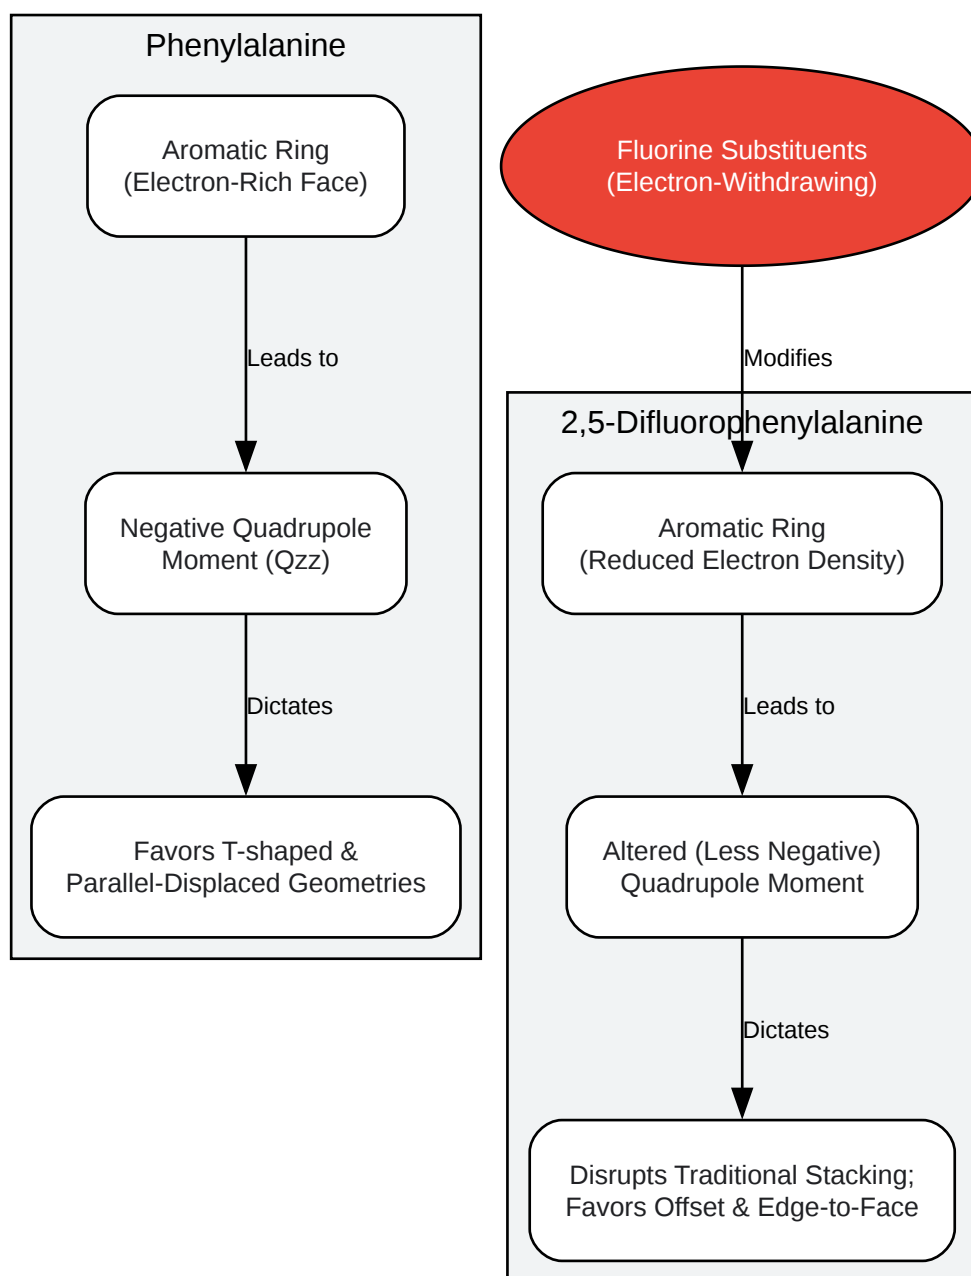 Phenylalanine
Aromatic Ring
(Electron-Rich Face)
Leads to
Negative Quadrupole
Moment (Qzz)
Dictates
Favors T-shaped &
Parallel-Displaced Geometries
Fluorine Substituents
(Electron-Withdrawing)
Modifies
2,5-Difluorophenylalanine
Aromatic Ring
(Reduced Electron Density)
Leads to
Altered (Less Negative)
Quadrupole Moment
Dictates
Disrupts Traditional Stacking;
Favors Offset & Edge-to-Face